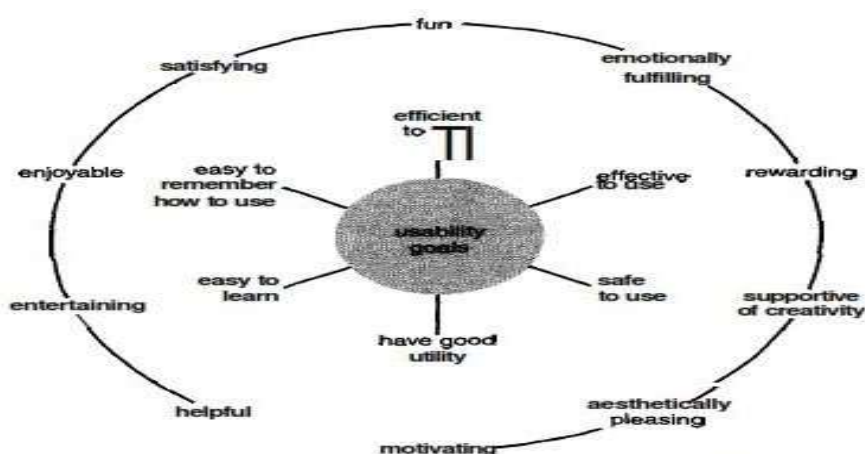 fun
satisfying
emotionally
fulfilling
efficient
to
enjoyable
easy to
remember
how to use
effective
to use
rewarding
usability
goals
easy to
learn
safe
to use
entertaining
supportive
of creativity
have good
utility
helpful
aesthetically
pleasing
motivating